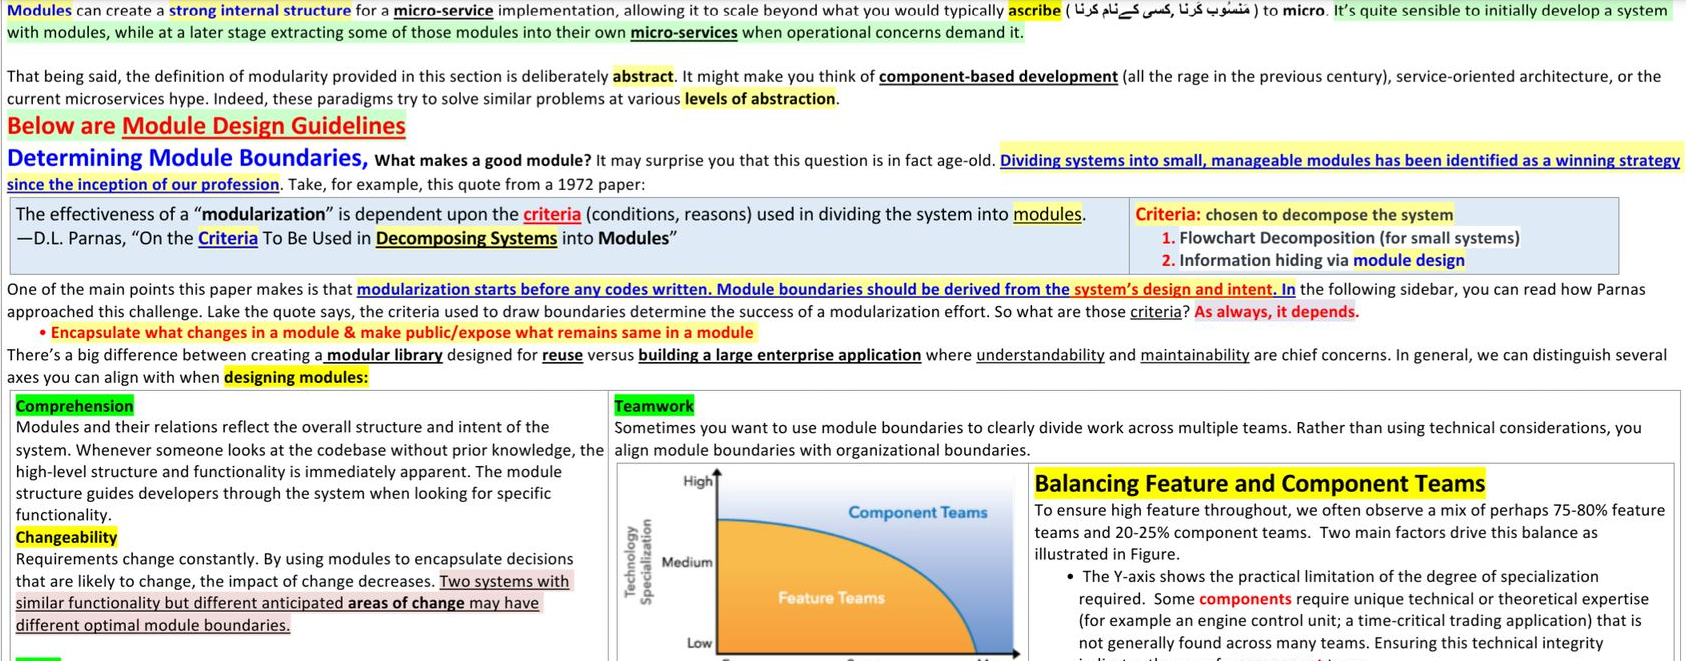 Modules can create a strong internal structure for a micro-service implementation, allowing it to scale beyond what you would typically ascribe ( مَنسُوب کَرنا ,کسی کے نام کرنا ) to micro. It's quite sensible to initially develop a system
with modules, while at a later stage extracting some of those modules into their own micro-services when operational concerns demand it.
That being said, the definition of modularity provided in this section is deliberately abstract. It might make you think of component-based development (all the rage in the previous century), service-oriented architecture, or the
current microservices hype. Indeed, these paradigms try to solve similar problems at various levels of abstraction.
Below are Module Design Guidelines
Determining Module Boundaries, What makes a good module? It may surprise you that this question is in fact age-old. Dividing systems into small, manageable modules has been identified as a winning strategy
since the inception of our profession. Take, for example, this quote from a 1972 paper:
The effectiveness of a “modularization” is dependent upon the criteria (conditions, reasons) used in dividing the system into modules.
—D.L. Parnas, “On the Criteria To Be Used in Decomposing Systems into Modules”
Criteria: chosen to decompose the system
1. Flowchart Decomposition (for small systems)
2. Information hiding via module design
One of the main points this paper makes is that modularization starts before any codes written. Module boundaries should be derived from the system's design and intent. In the following sidebar, you can read how Parnas
approached this challenge. Lake the quote says, the criteria used to draw boundaries determine the success of a modularization effort. So what are those criteria? As always, it depends.
• Encapsulate what changes in a module & make public/expose what remains same in a module
There's a big difference between creating a modular library designed for reuse versus building a large enterprise application where understandability and maintainability are chief concerns. In general, we can distinguish several
axes you can align with when designing modules:
Comprehension
Modules and their relations reflect the overall structure and intent of the
system. Whenever someone looks at the codebase without prior knowledge, the
high-level structure and functionality is immediately apparent. The module
structure guides developers through the system when looking for specific
functionality.
Changeability
Requirements change constantly. By using modules to encapsulate decisions
that are likely to change, the impact of change decreases. Two systems with
similar functionality but different anticipated areas of change may have
different optimal module boundaries.
Teamwork
Sometimes you want to use module boundaries to clearly divide work across multiple teams. Rather than using technical considerations, you
align module boundaries with organizational boundaries.
High
Component Teams
Technology
Specialization
Medium
Feature Teams
Low
Balancing Feature and Component Teams
To ensure high feature throughout, we often observe a mix of perhaps 75-80% feature
teams and 20-25% component teams. Two main factors drive this balance as
illustrated in Figure.
• The Y-axis shows the practical limitation of the degree of specialization
required. Some components require unique technical or theoretical expertise
(for example an engine control unit; a time-critical trading application) that is
not generally found across many teams. Ensuring this technical integrity